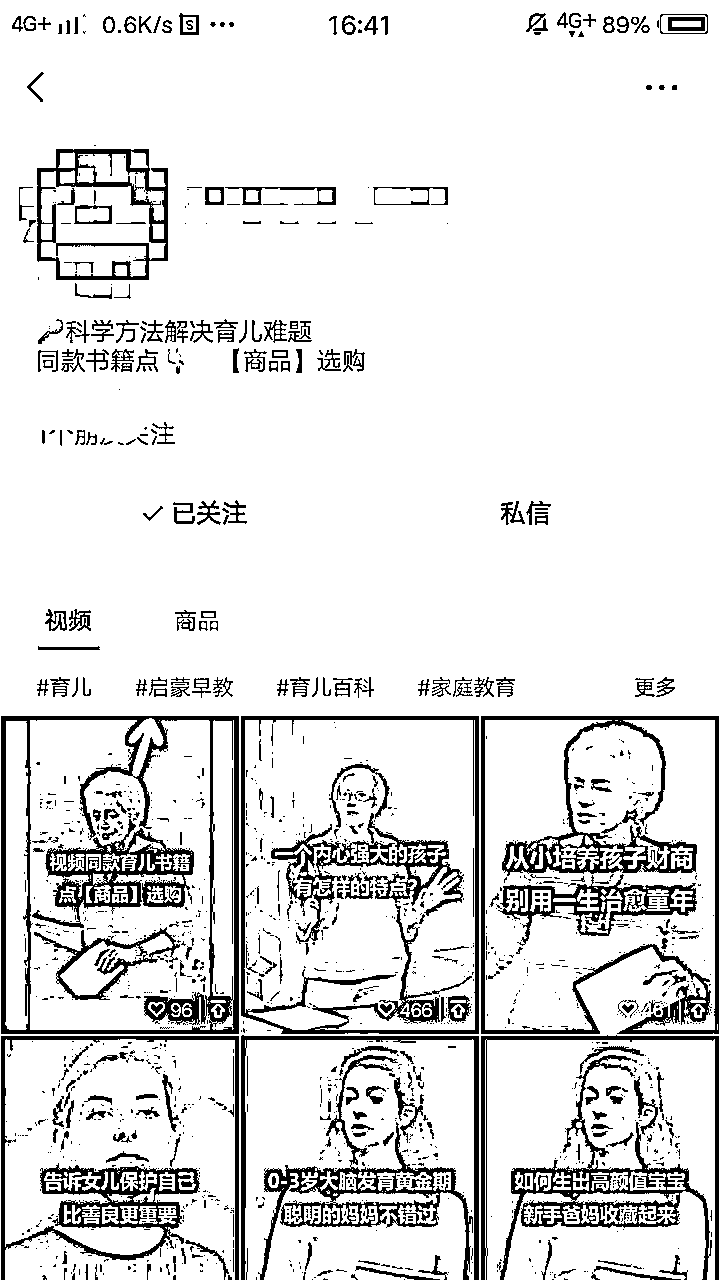 4G+ 0.6K/s 16:41 4G+ 89%
科学方法解决育儿难题
同款书籍点 【商品】选购
关注
已关注 私信
视频 商品
#育儿 #启蒙早教 #育儿百科 #家庭教育 更多
视频同款育儿书籍
点【商品】选购
96
一个内心强大的孩子
有怎样的特点？
466
从小培养孩子财商
别用一生治愈童年
461
告诉女儿保护自己
比善良更重要
0-3岁大脑发育黄金期
聪明的妈妈不错过
如何生出高颜值宝宝
新手爸妈收藏起来